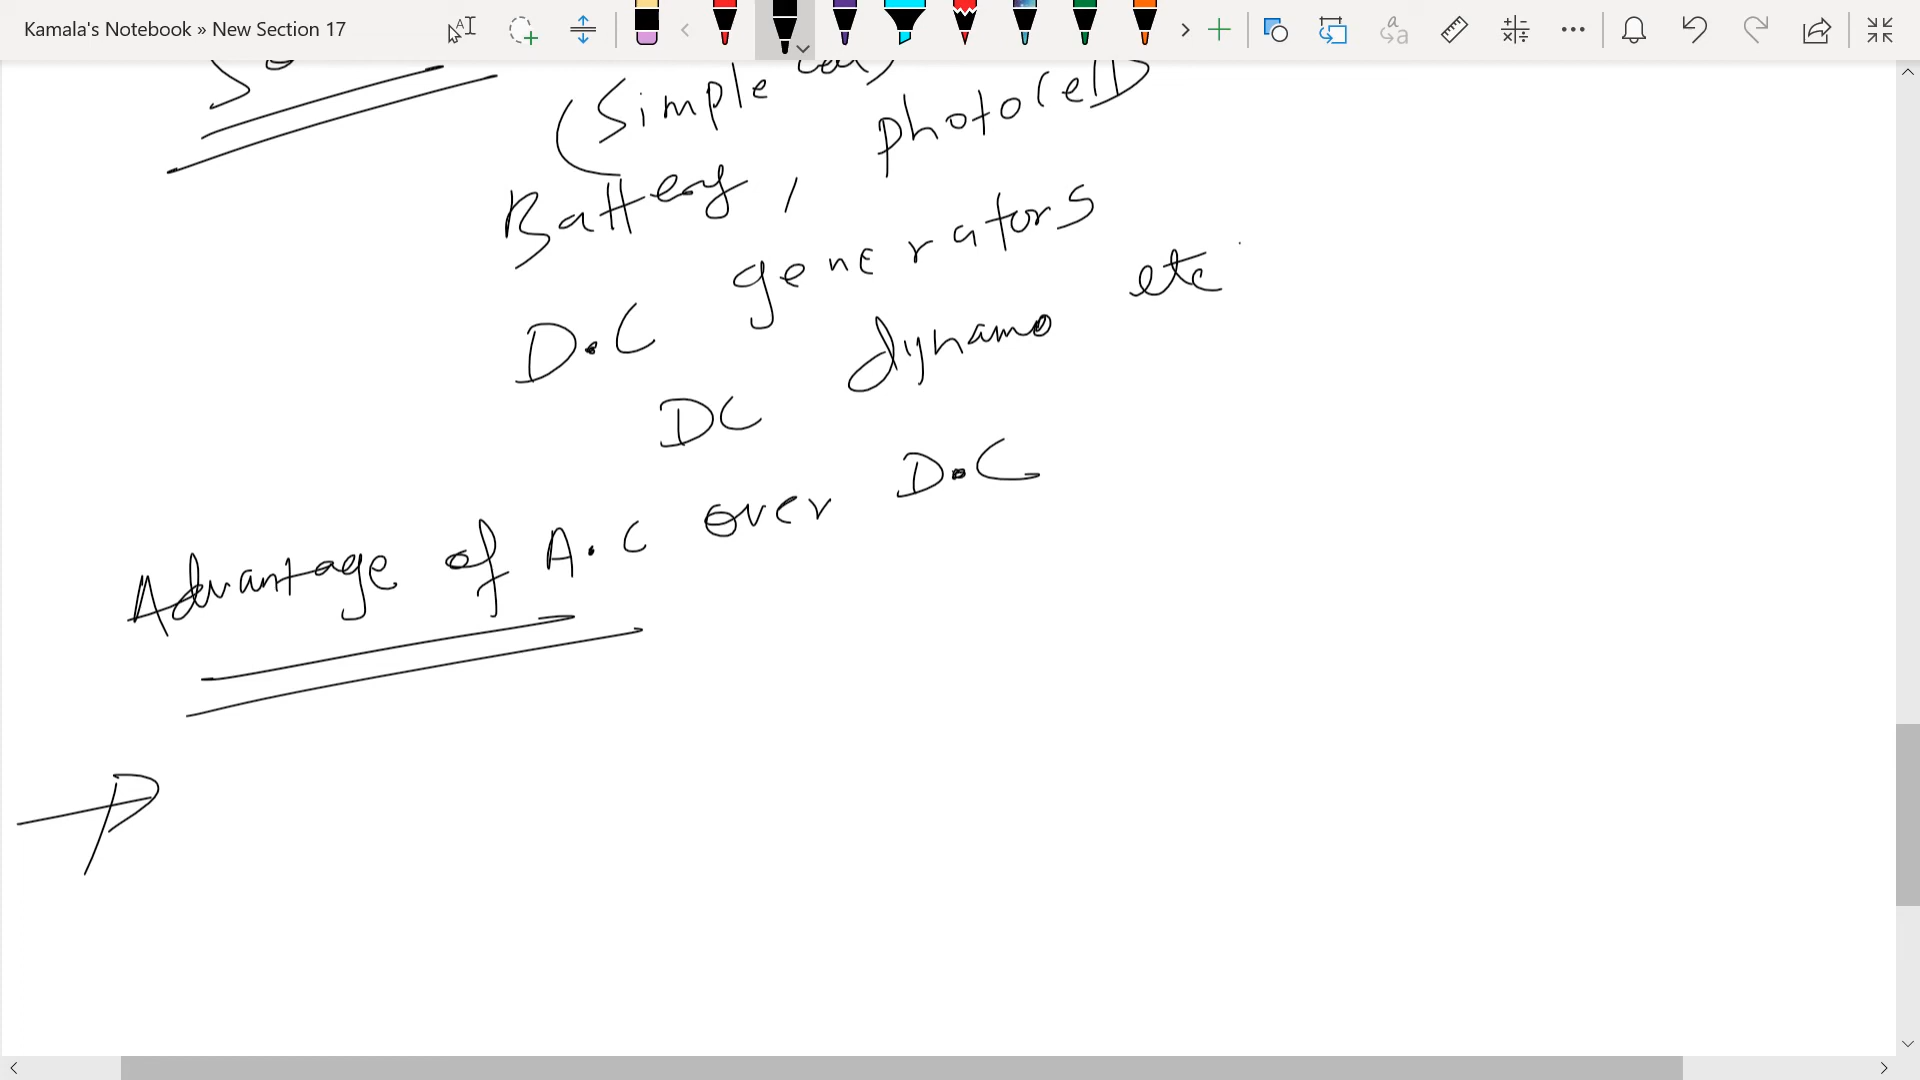 Kamala's Notebook » New Section 17
(Simple
Battery, photocell)
D.C generators
DC dynamo etc
Advantage of A.C over D.C